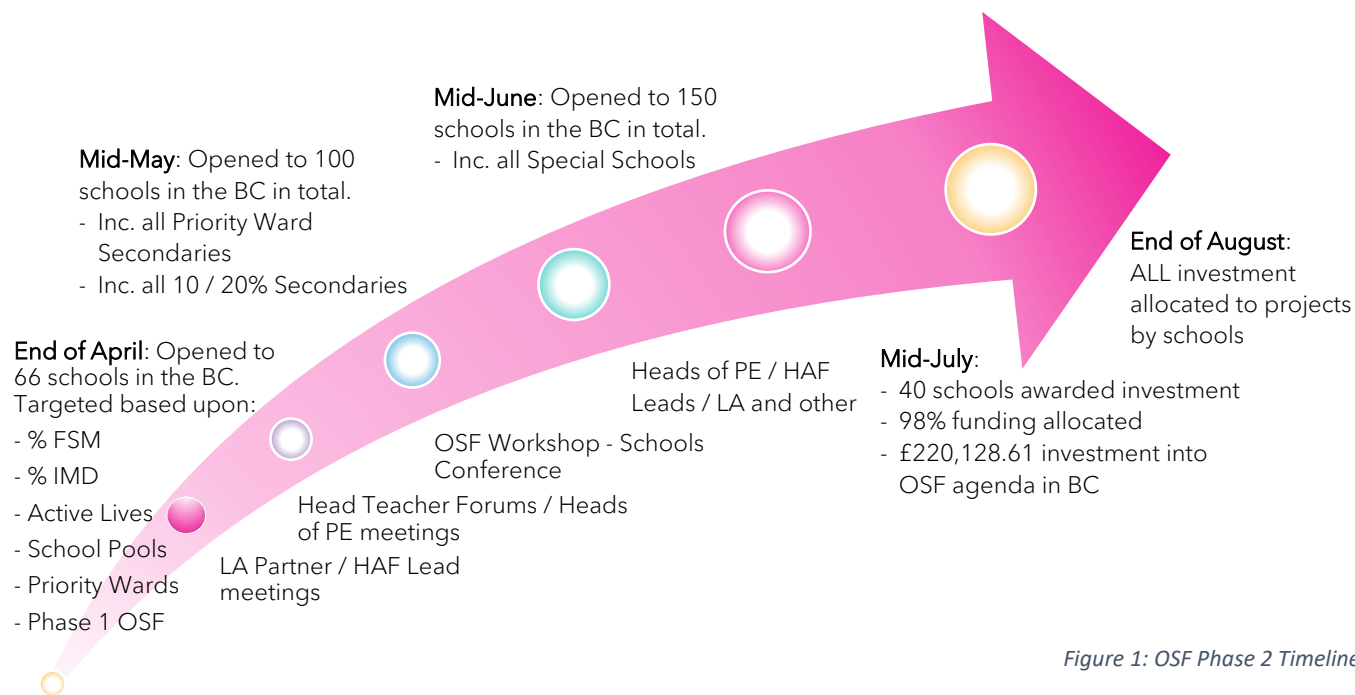 Mid-June: Opened to 150
schools in the BC in total.
- Inc. all Special Schools
Mid-May: Opened to 100
schools in the BC in total.
- Inc. all Priority Ward
Secondaries
- Inc. all 10 / 20% Secondaries
End of April: Opened to
66 schools in the BC.
Targeted based upon:
- % FSM
- % IMD
- Active Lives
- School Pools
- Priority Wards
- Phase 1 OSF
LA Partner / HAF Lead
meetings
Head Teacher Forums / Heads
of PE meetings
OSF Workshop - Schools
Conference
Heads of PE / HAF
Leads / LA and other
Mid-July:
- 40 schools awarded investment
- 98% funding allocated
- £220,128.61 investment into
OSF agenda in BC
End of August:
ALL investment
allocated to projects
by schools
Figure 1: OSF Phase 2 Timeline